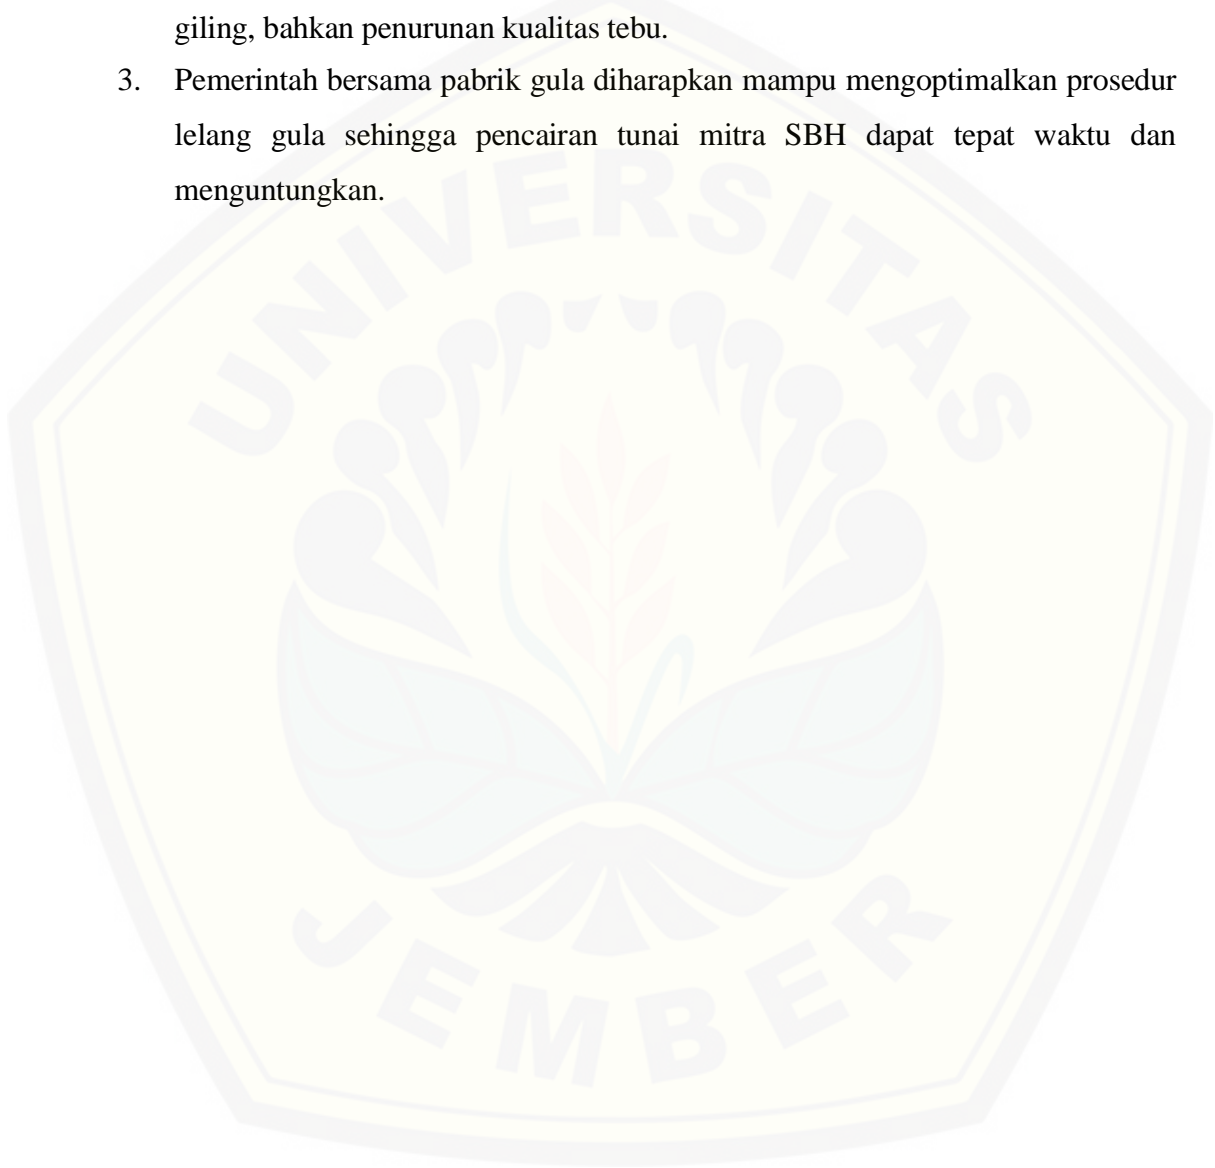 giling, bahkan penurunan kualitas tebu.
3. Pemerintah bersama pabrik gula diharapkan mampu mengoptimalkan prosedur
lelang gula sehingga pencairan tunai mitra SBH dapat tepat waktu dan
menguntungkan.
UNIVERSITAS
JEMBER